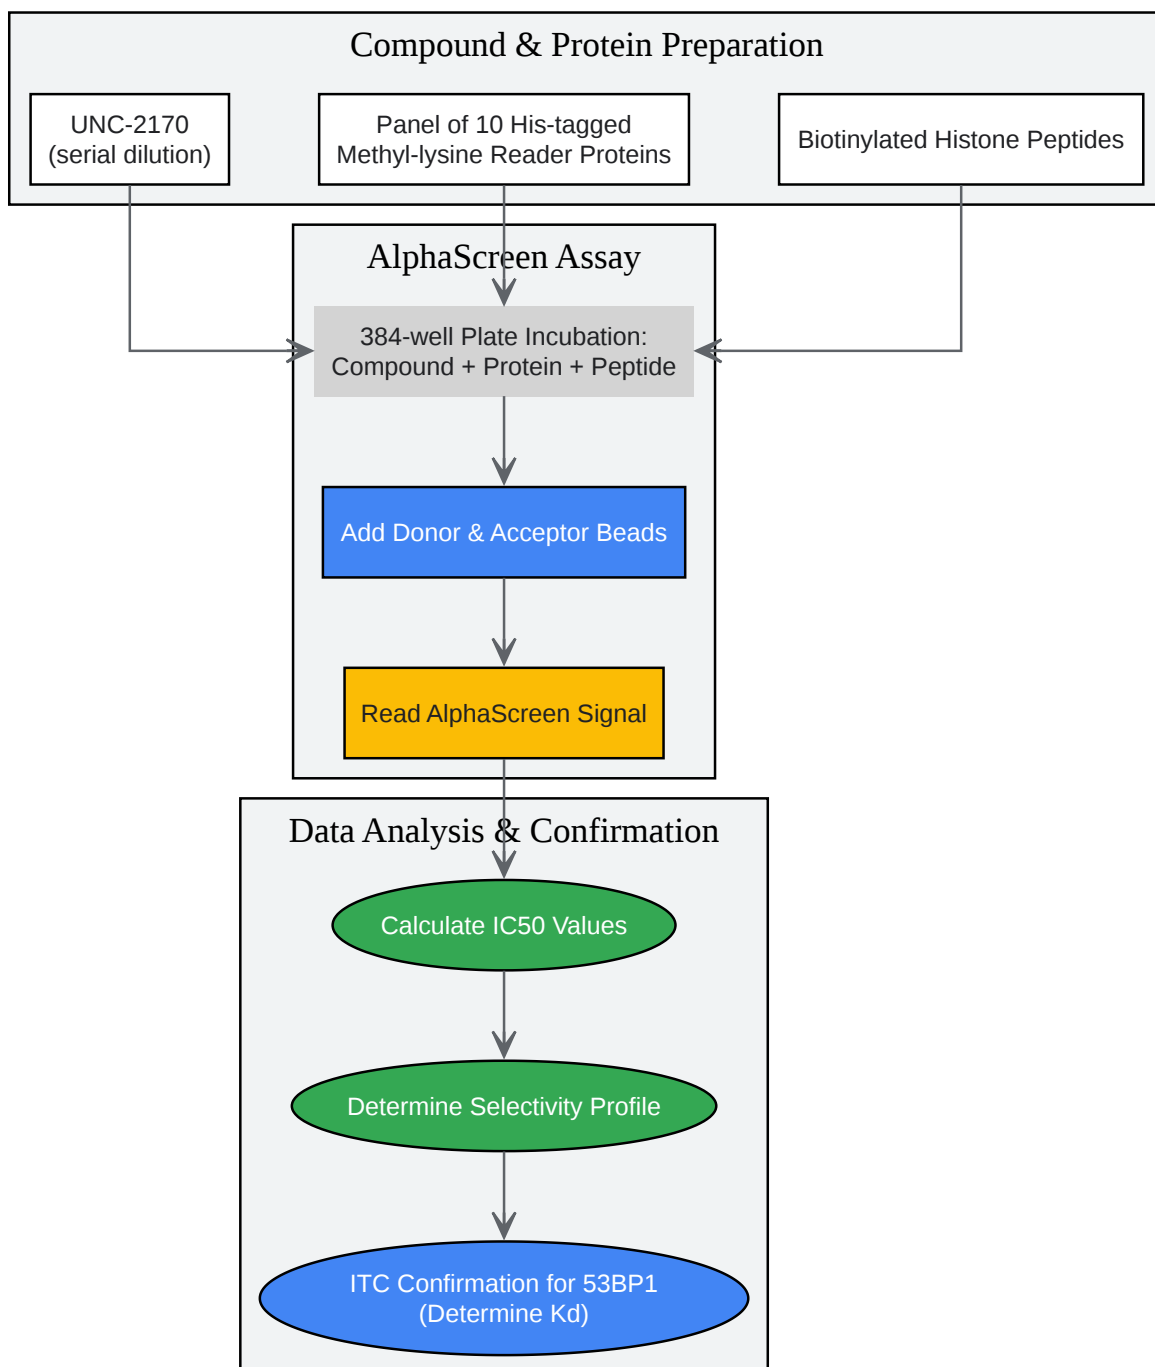 Compound & Protein Preparation
UNC-2170
(serial dilution)
Panel of 10 His-tagged
Methyl-lysine Reader Proteins
Biotinylated Histone Peptides
AlphaScreen Assay
384-well Plate Incubation:
Compound + Protein + Peptide
Add Donor & Acceptor Beads
Read AlphaScreen Signal
Data Analysis & Confirmation
Calculate IC50 Values
Determine Selectivity Profile
ITC Confirmation for 53BP1
(Determine Kd)